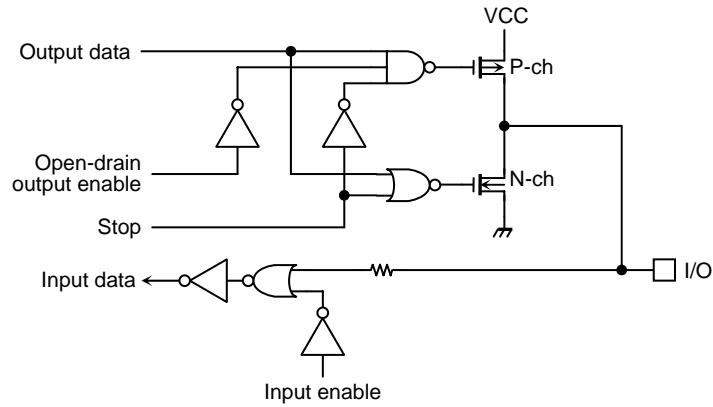 VCC
Output data
P-ch
Open-drain
output enable
N-ch
Stop
Input data
I/O
Input enable